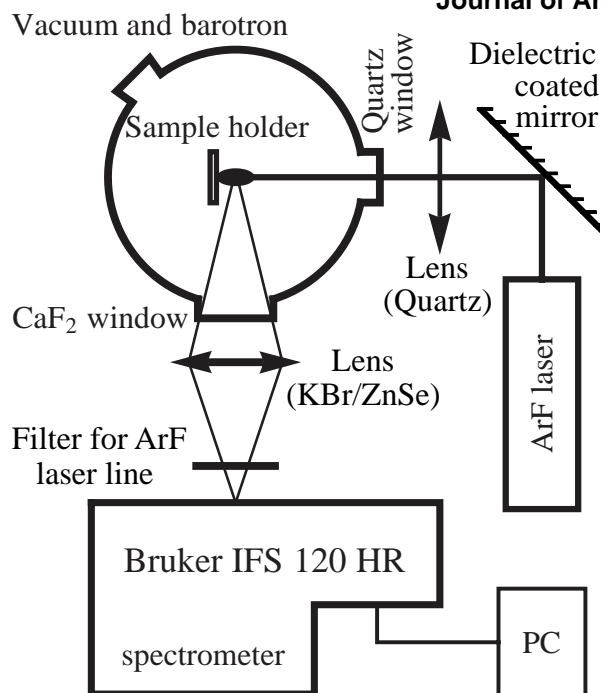 Journal of
Vacuum and barotron
Quartz
window
Dielectric
coated
mirror
Sample holder
Lens
(Quartz)
CaF₂ window
Lens
(KBr/ZnSe)
ArF laser
Filter for ArF
laser line
Bruker IFS 120 HR
spectrometer
PC